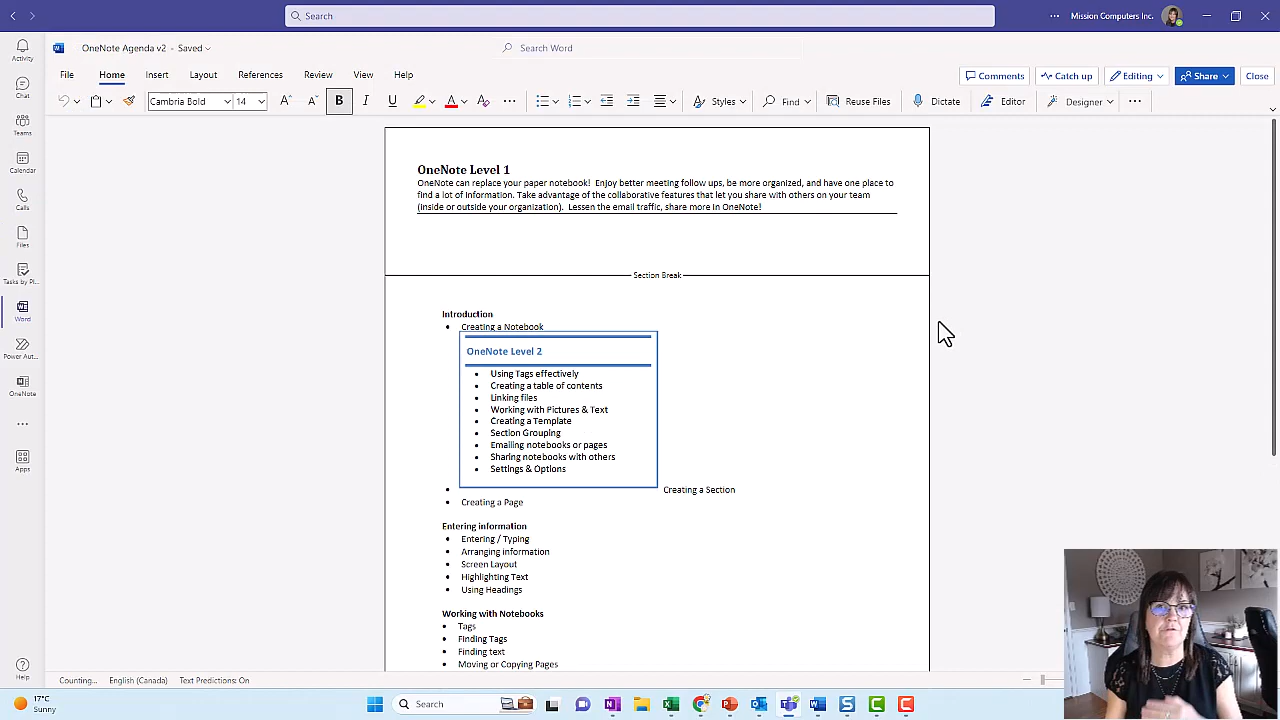 Search
Mission Computers Inc.
OneNote Agenda v2 - Saved
Search Word
File Home Insert Layout References Review View Help
Comments Catch up Editing Share Close
Cambria Bold 14 B I U A Styles Find Reuse Files Dictate Editor Designer
Activity
Chat
Teams
Calendar
Calls
Files
Tasks by Pl...
Word
Power Aut...
OneNote
Apps
Help
OneNote Level 1
OneNote can replace your paper notebook! Enjoy better meeting follow ups, be more organized, and have one place to
find a lot of information. Take advantage of the collaborative features that let you share with others on your team
(inside or outside your organization). Lessen the email traffic, share more in OneNote!
Section Break
Introduction
• Creating a Notebook
OneNote Level 2
• Using Tags effectively
• Creating a table of contents
• Linking files
• Working with Pictures & Text
• Creating a Template
• Section Grouping
• Emailing notebooks or pages
• Sharing notebooks with others
• Settings & Options
• Creating a Section
• Creating a Page
Entering information
• Entering / Typing
• Arranging information
• Screen Layout
• Highlighting Text
• Using Headings
Working with Notebooks
• Tags
• Finding Tags
• Finding text
• Moving or Copying Pages
Counting... English (Canada) Text Predictions: On
17°C
Sunny
Search